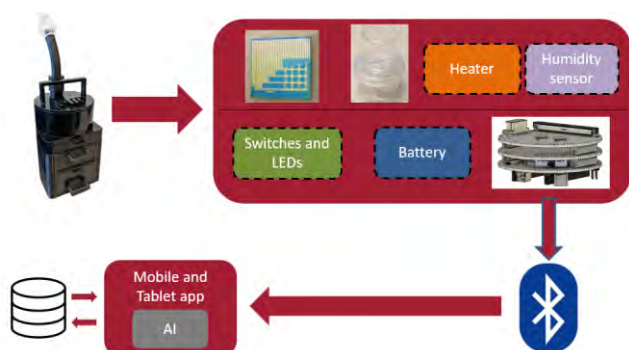 Heater
Humidity
sensor
Switches and
LEDs
Battery
Mobile and
Tablet app
AI